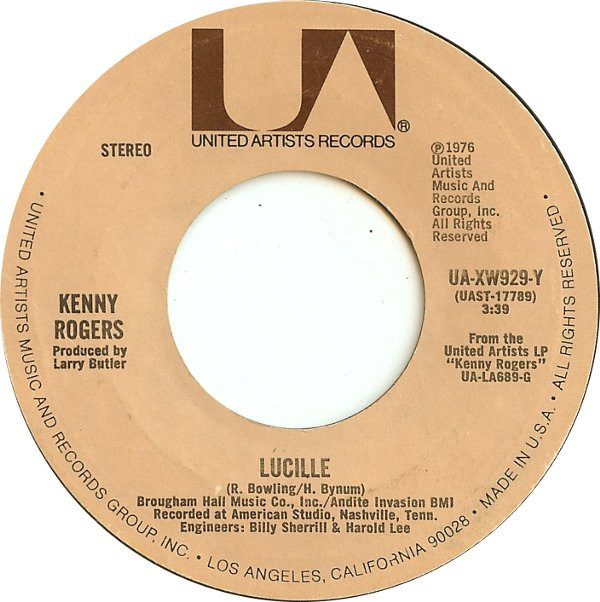 UA®
UNITED ARTISTS RECORDS
STEREO
℗1976
United
Artists
Music And
Records
Group, Inc.
All Rights
Reserved
UA-XW929-Y
(UAST-17789)
3:39
KENNY
ROGERS
Produced by
Larry Butler
From the
United Artists LP
"Kenny Rogers"
UA-LA689-G
LUCILLE
(R. Bowling/H. Bynum)
Brougham Hall Music Co., Inc./Andite Invasion BMI
Recorded at American Studio, Nashville, Tenn.
Engineers: Billy Sherrill & Harold Lee
• UNITED ARTISTS MUSIC AND RECORDS GROUP, INC. • LOS ANGELES, CALIFORNIA 90028 • MADE IN U.S.A. • ALL RIGHTS RESERVED •